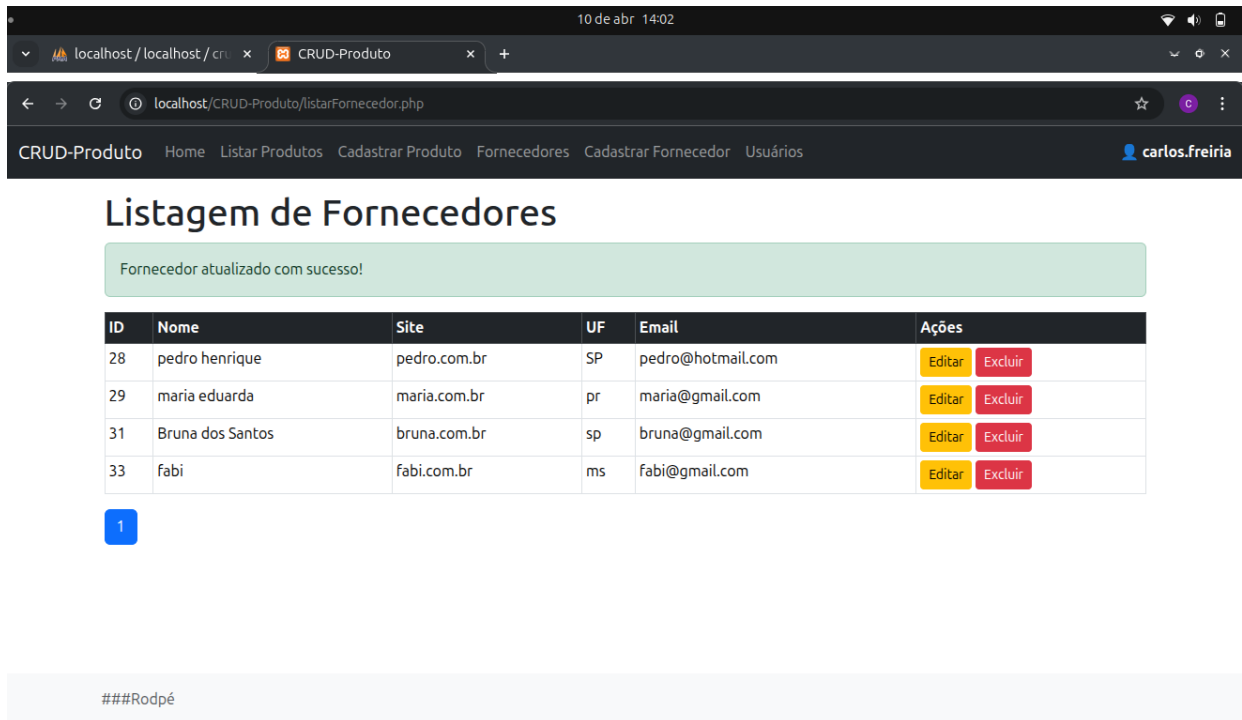 10 de abr 14:02
localhost / localhost / cru CRUD-Produto
localhost/CRUD-Produto/listarFornecedor.php C
CRUD-Produto Home Listar Produtos Cadastrar Produto Fornecedores Cadastrar Fornecedor Usuários carlos.freiria
Listagem de Fornecedores
Fornecedor atualizado com sucesso!
ID Nome Site UF Email Ações
28 pedro henrique pedro.com.br SP pedro@hotmail.com Editar Excluir
29 maria eduarda maria.com.br pr maria@gmail.com Editar Excluir
31 Bruna dos Santos bruna.com.br sp bruna@gmail.com Editar Excluir
33 fabi fabi.com.br ms fabi@gmail.com Editar Excluir
1
###Rodpé